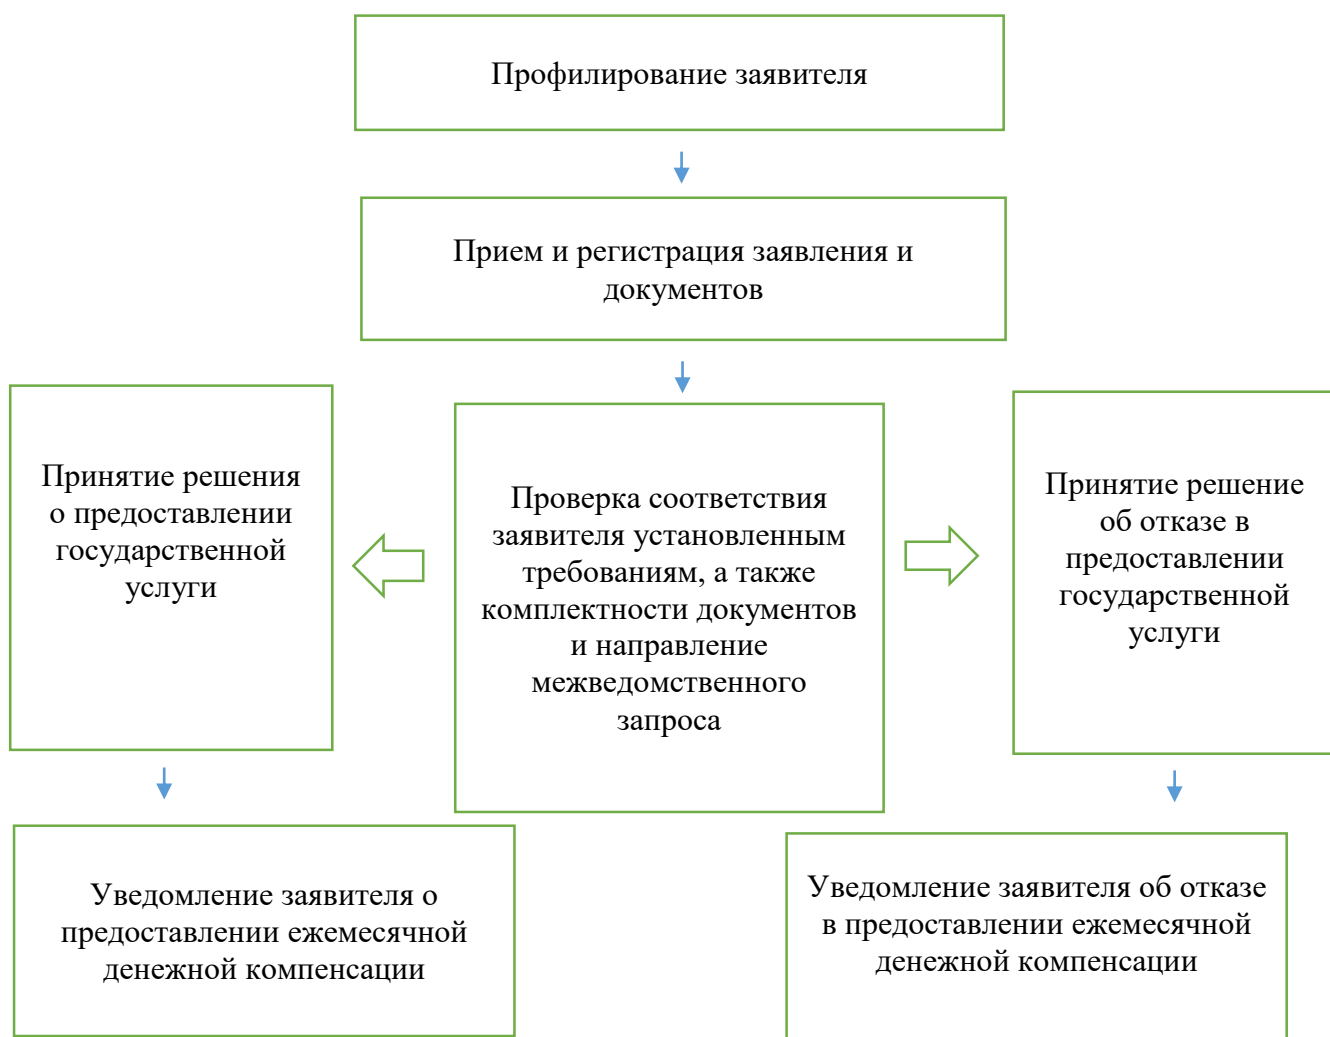 Профилирование заявителя
Прием и регистрация заявления и
документов
Принятие решения
о предоставлении
государственной
услуги
Проверка соответствия
заявителя установленным
требованиям, а также
комплектности документов
и направление
межведомственного
запроса
Принятие решение
об отказе в
предоставлении
государственной
услуги
Уведомление заявителя о
предоставлении ежемесячной
денежной компенсации
Уведомление заявителя об отказе
в предоставлении ежемесячной
денежной компенсации